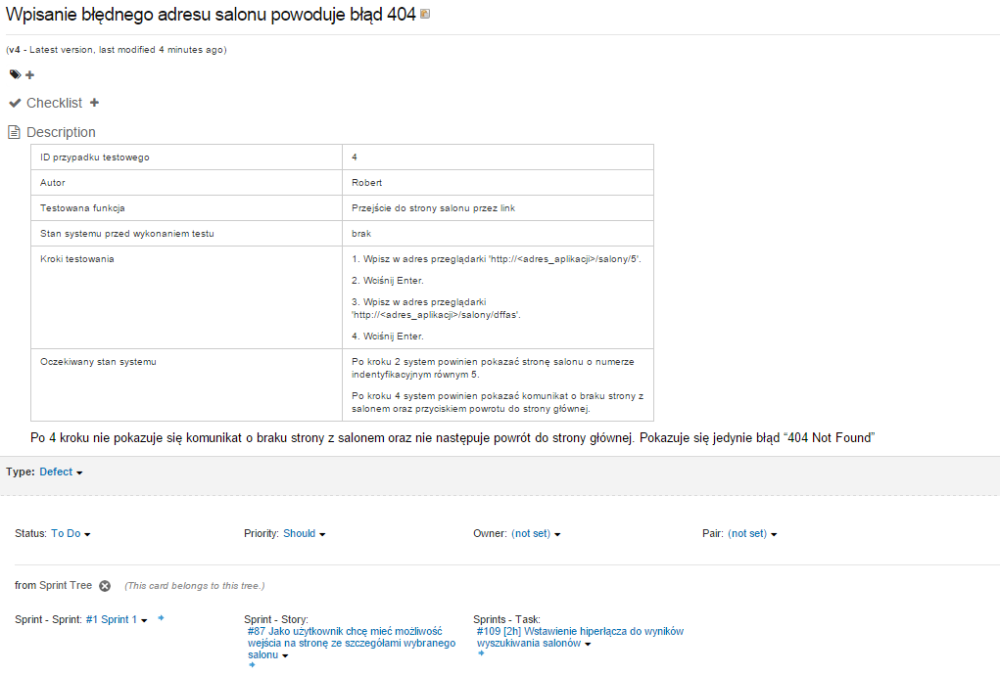 Wpisanie błędnego adresu salonu powoduje błąd 404
(v4 - Latest version, last modified 4 minutes ago)
Checklist
Description
ID przypadku testowego 4
Autor Robert
Testowana funkcja Przejście do strony salonu przez link
Stan systemu przed wykonaniem testu brak
Kroki testowania 1. Wpisz w adres przeglądarki 'http://<adres_aplikacji>/salony/5'.
2. Wciśnij Enter.
3. Wpisz w adres przeglądarki
'http://<adres_aplikacji>/salony/dffas'.
4. Wciśnij Enter.
Oczekiwany stan systemu Po kroku 2 system powinien pokazać stronę salonu o numerze
indentyfikacyjnym równym 5.
Po kroku 4 system powinien pokazać komunikat o braku strony z
salonem oraz przyciskiem powrotu do strony głównej.
Po 4 kroku nie pokazuje się komunikat o braku strony z salonem oraz nie następuje powrót do strony głównej. Pokazuje się jedynie błąd “404 Not Found”
Type: Defect
Status: To Do Priority: Should Owner: (not set) Pair: (not set)
from Sprint Tree (This card belongs to this tree.)
Sprint - Sprint: #1 Sprint 1
Sprint - Story:
#87 Jako użytkownik chcę mieć możliwość
wejścia na stronę ze szczegółami wybranego
salonu
Sprints - Task:
#109 [2h] Wstawienie hiperłącza do wyników
wyszukiwania salonów